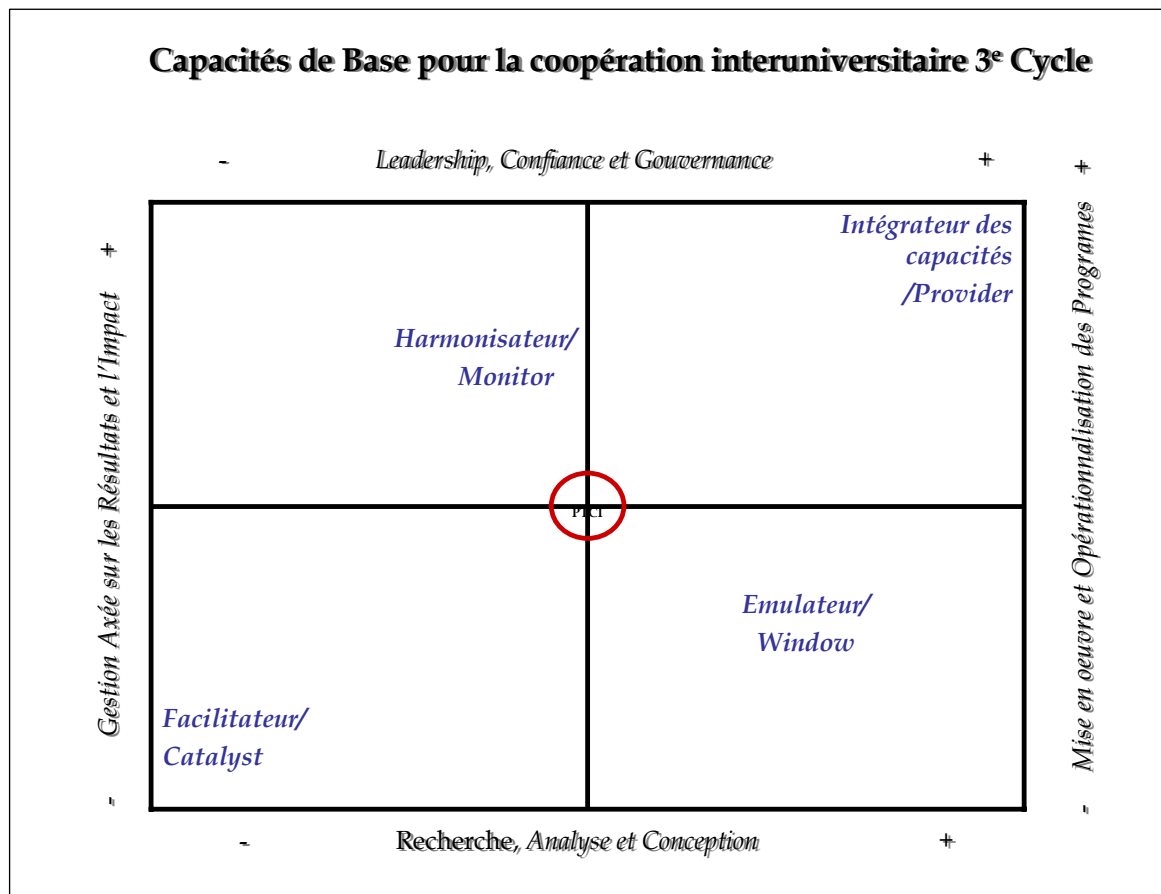 Capacités de Base pour la coopération interuniversitaire 3e Cycle
- Leadership, Confiance et Gouvernance +
- Gestion Axée sur les Résultats et l'Impact +
- Mise en oeuvre et Opérationnalisation des Programes +
Intégrateur des
capacités
/Provider
Harmonisateur/
Monitor
PTCI
Emulateur/
Window
Facilitateur/
Catalyst
- Recherche, Analyse et Conception +